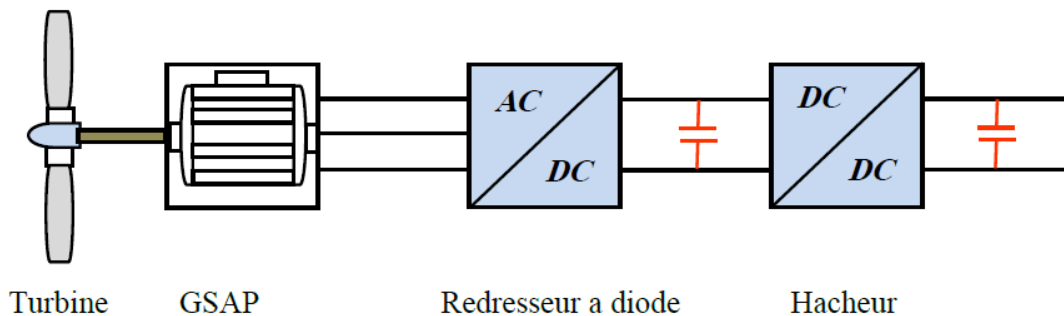 AC
DC
DC
DC
Turbine
GSAP
Redresseur a diode
Hacheur